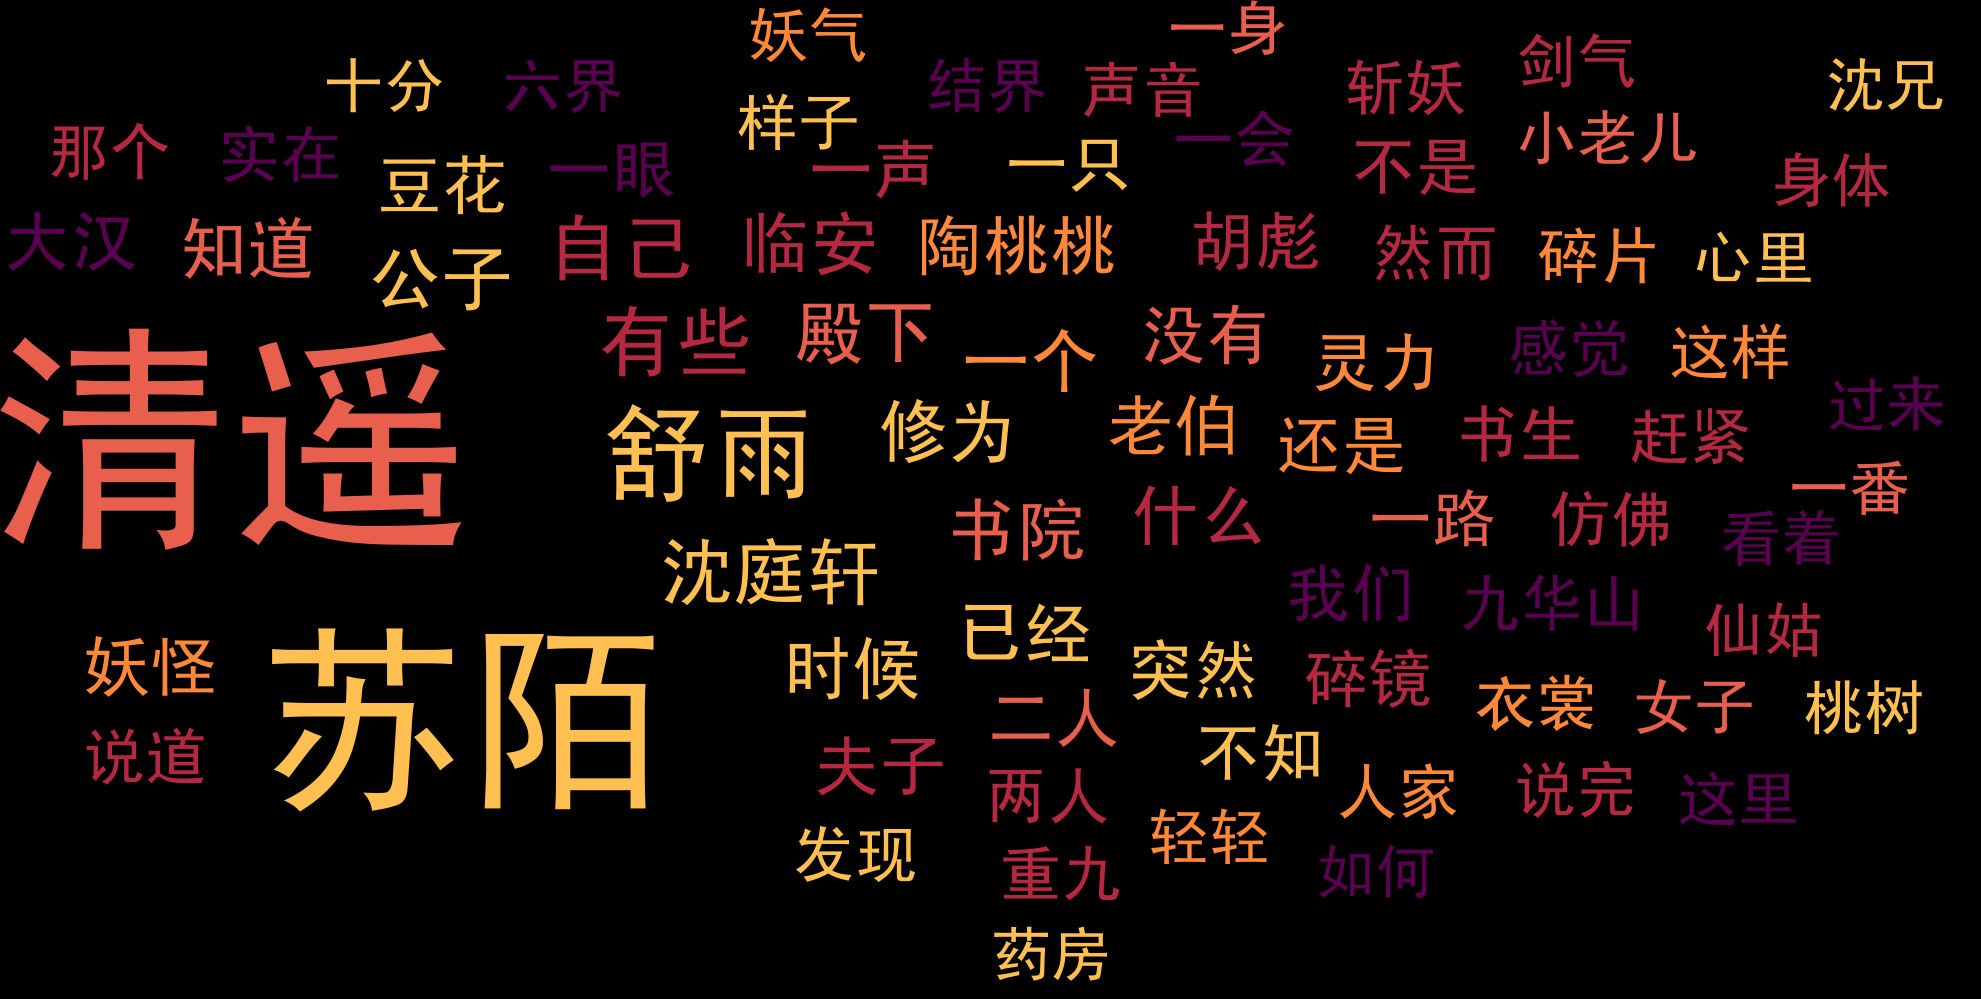 妖气
一身
十分
六界
结界
声音
斩妖
剑气
沈兄
样子
那个
实在
豆花
一眼
一声
一只
一会
不是
小老儿
身体
大汉
知道
公子
自己
临安
陶桃桃
胡彪
然而
碎片
心里
清遥
有些
殿下
一个
没有
灵力
感觉
这样
过来
舒雨
修为
老伯
还是
书生
赶紧
一番
沈庭轩
书院
什么
一路
仿佛
看着
妖怪
苏陌
时候
已经
突然
我们
九华山
仙姑
碎镜
衣裳
女子
桃树
说道
夫子
二人
不知
两人
人家
说完
这里
发现
轻轻
重九
如何
药房